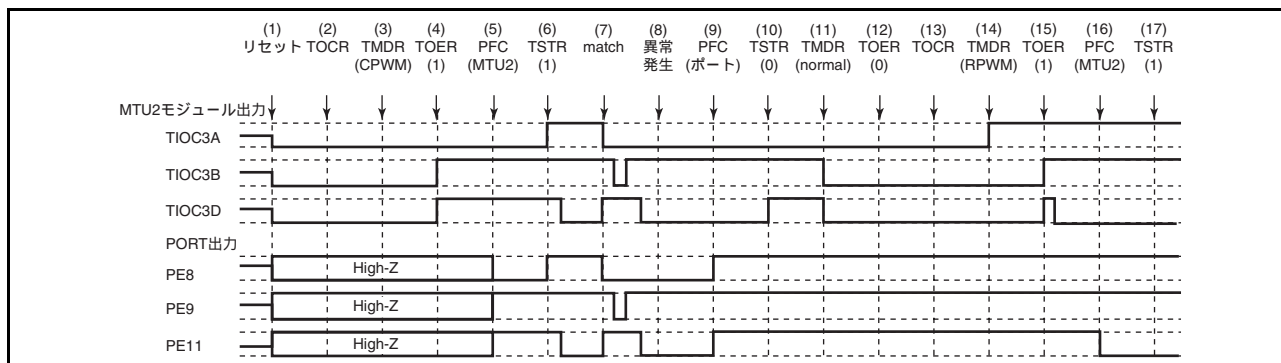 (1) (2) (3) (4) (5) (6) (7) (8) (9) (10) (11) (12) (13) (14) (15) (16) (17)
リセット TOCR TMDR TOER PFC TSTR match 異常 PFC TSTR TMDR TOER TOCR TMDR TOER PFC TSTR
(CPWM) (1) (MTU2) (1) 発生 (ポート) (0) (normal) (0) (RPWM) (1) (MTU2) (1)
MTU2モジュール出力
TIOC3A
TIOC3B
TIOC3D
PORT出力
PE8 High-Z
PE9 High-Z
PE11 High-Z